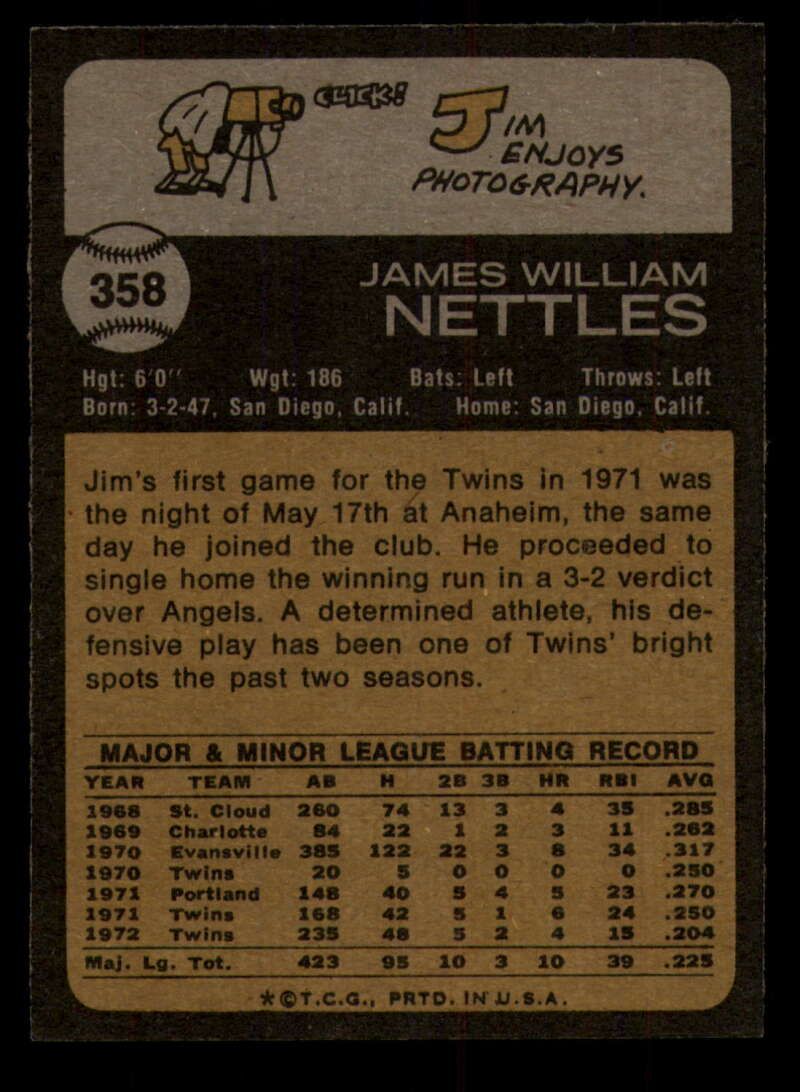 CLICK!
JIM
ENJOYS
PHOTOGRAPHY.
358
JAMES WILLIAM
NETTLES
Hgt: 6'0" Wgt: 186 Bats: Left Throws: Left
Born: 3-2-47, San Diego, Calif. Home: San Diego, Calif.
Jim's first game for the Twins in 1971 was
the night of May 17th at Anaheim, the same
day he joined the club. He proceeded to
single home the winning run in a 3-2 verdict
over Angels. A determined athlete, his de-
fensive play has been one of Twins' bright
spots the past two seasons.
MAJOR & MINOR LEAGUE BATTING RECORD
YEAR TEAM AB H 2B 3B HR RBI AVG
1968 St. Cloud 260 74 13 3 4 35 .285
1969 Charlotte 84 22 1 2 3 11 .262
1970 Evansville 385 122 22 3 8 34 .317
1970 Twins 20 5 0 0 0 0 .250
1971 Portland 148 40 5 4 5 23 .270
1971 Twins 168 42 5 1 6 24 .250
1972 Twins 235 48 5 2 4 15 .204
Maj. Lg. Tot. 423 95 10 3 10 39 .225
*©T.C.G., PRTD. IN U.S.A.